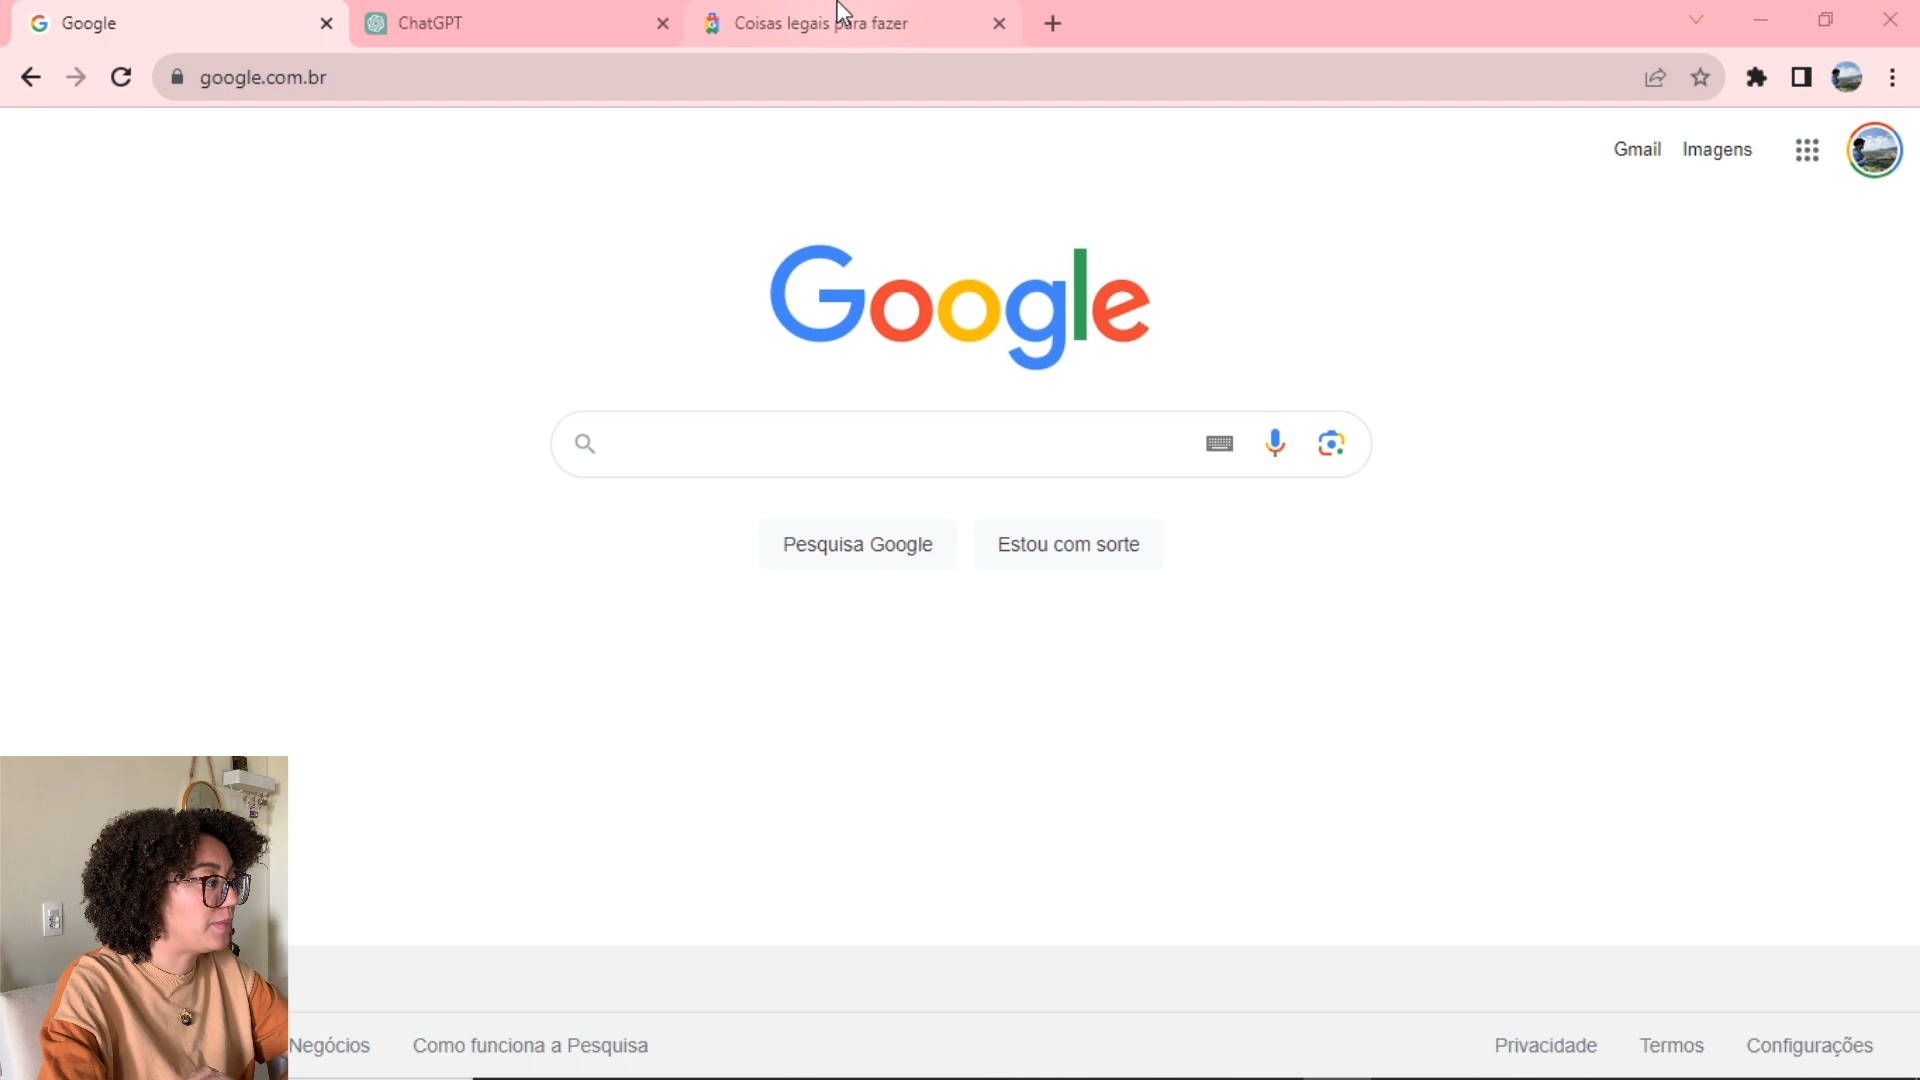 Google
ChatGPT
Coisas legais para fazer
google.com.br
Gmail
Imagens
Google
Pesquisa Google
Estou com sorte
Negócios
Como funciona a Pesquisa
Privacidade
Termos
Configurações